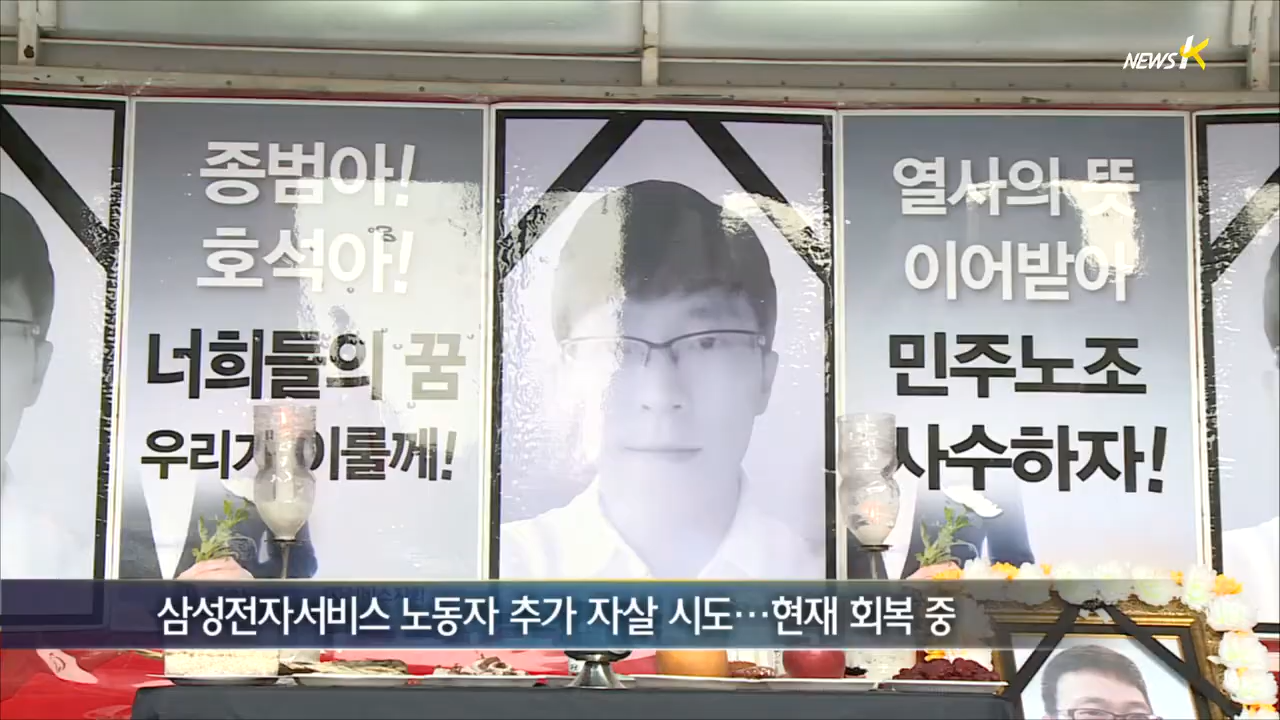 NEWS K
종범아!
호석아!
너희들의 꿈
우리가 이룰께!
열사의 뜻
이어받아
민주노조
사수하자!
삼성전자서비스 노동자 추가 자살 시도…현재 회복 중